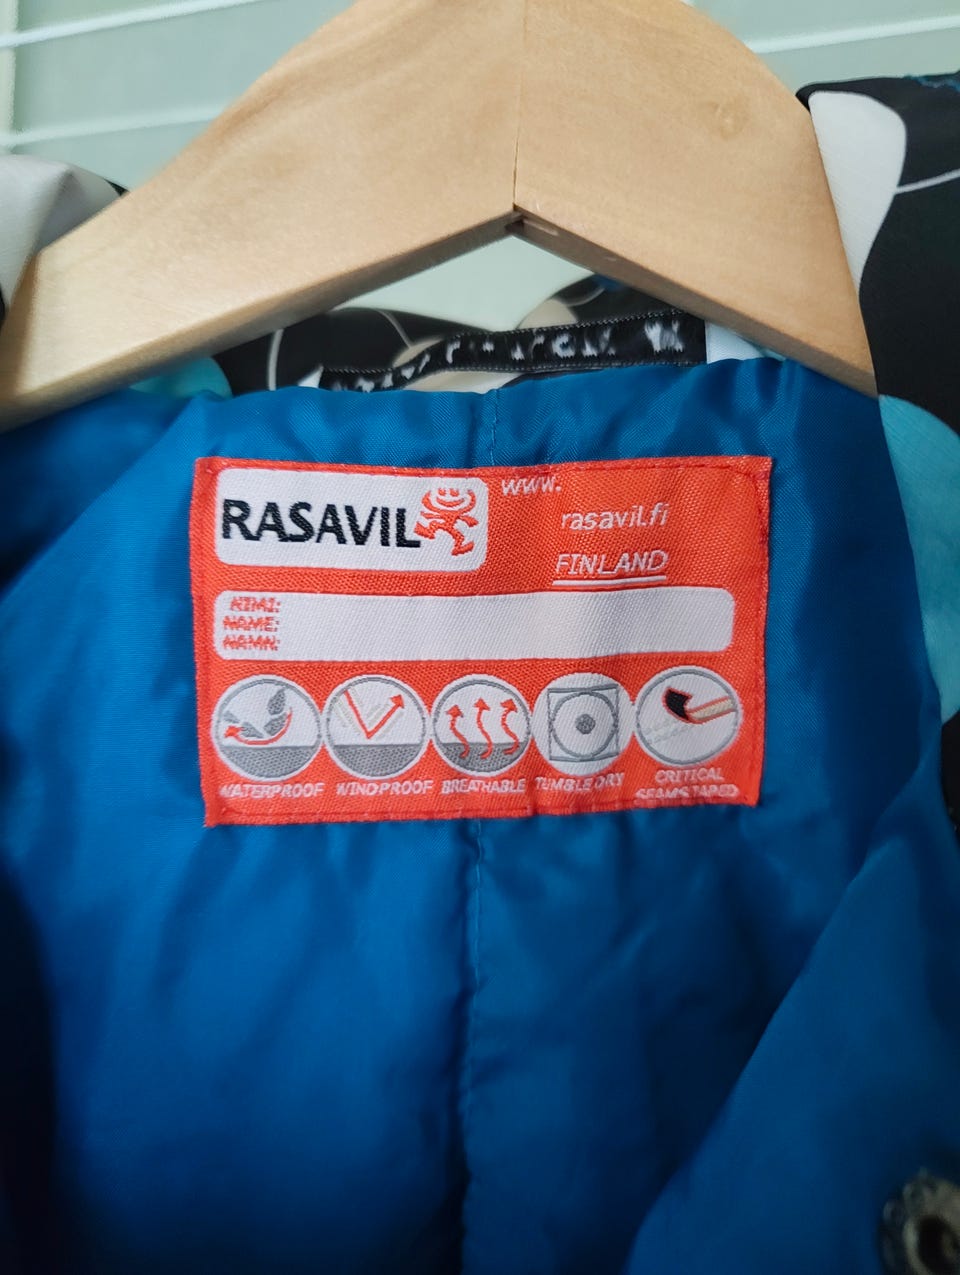 RASAVIL
www.
rasavil.fi
FINLAND
NIMI:
NAME:
NAMN:
WATERPROOF WINDPROOF BREATHABLE TUMBLE DRY CRITICAL
SEAMS TAPED